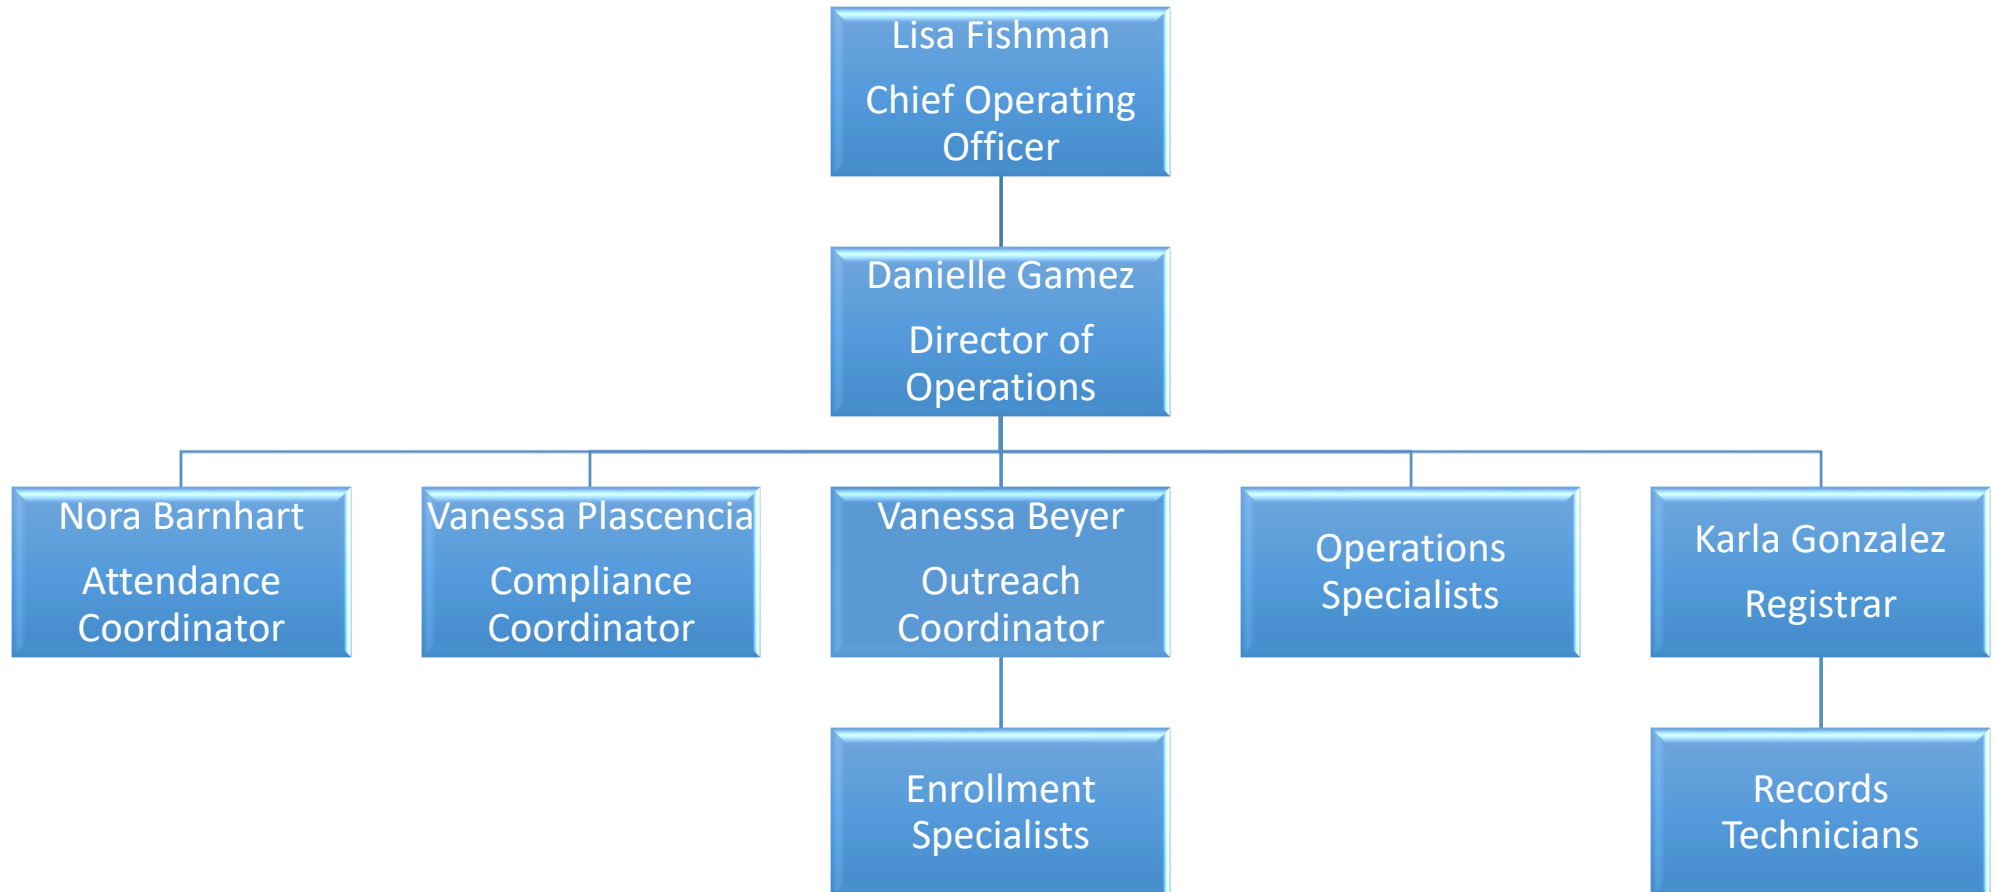 Lisa Fishman
Chief Operating
Officer
Danielle Gamez
Director of
Operations
Nora Barnhart
Attendance
Coordinator
Vanessa Plascencia
Compliance
Coordinator
Vanessa Beyer
Outreach
Coordinator
Operations
Specialists
Karla Gonzalez
Registrar
Enrollment
Specialists
Records
Technicians